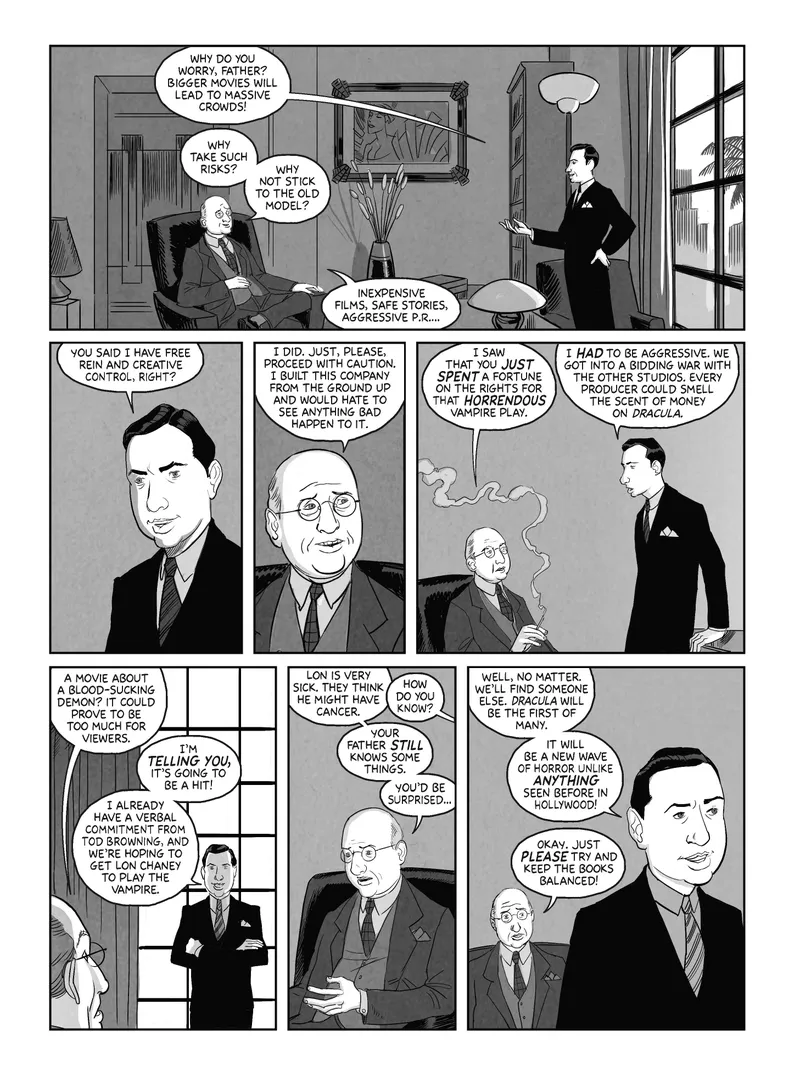 WHY DO YOU
WORRY, FATHER?
BIGGER MOVIES WILL
LEAD TO MASSIVE
CROWDS!
WHY
TAKE SUCH
RISKS?
WHY
NOT STICK
TO THE OLD
MODEL?
INEXPENSIVE
FILMS, SAFE STORIES,
AGGRESSIVE P.R....
YOU SAID I HAVE FREE
REIN AND CREATIVE
CONTROL, RIGHT?
I DID. JUST, PLEASE,
PROCEED WITH CAUTION.
I BUILT THIS COMPANY
FROM THE GROUND UP
AND WOULD HATE TO
SEE ANYTHING BAD
HAPPEN TO IT.
I SAW
THAT YOU JUST
SPENT A FORTUNE
ON THE RIGHTS FOR
THAT HORRENDOUS
VAMPIRE PLAY.
I HAD TO BE AGGRESSIVE. WE
GOT INTO A BIDDING WAR WITH
THE OTHER STUDIOS. EVERY
PRODUCER COULD SMELL
THE SCENT OF MONEY
ON DRACULA.
A MOVIE ABOUT
A BLOOD-SUCKING
DEMON? IT COULD
PROVE TO BE
TOO MUCH FOR
VIEWERS.
I'M
TELLING YOU,
IT'S GOING TO
BE A HIT!
I ALREADY
HAVE A VERBAL
COMMITMENT FROM
TOD BROWNING, AND
WE'RE HOPING TO
GET LON CHANEY
TO PLAY THE
VAMPIRE.
LON IS VERY
SICK. THEY THINK
HE MIGHT HAVE
CANCER.
HOW
DO YOU
KNOW?
YOUR
FATHER STILL
KNOWS SOME
THINGS.
YOU'D BE
SURPRISED...
WELL, NO MATTER.
WE'LL FIND SOMEONE
ELSE. DRACULA WILL
BE THE FIRST OF
MANY.
IT WILL
BE A NEW WAVE
OF HORROR UNLIKE
ANYTHING
SEEN BEFORE IN
HOLLYWOOD!
OKAY. JUST
PLEASE TRY AND
KEEP THE BOOKS
BALANCED!